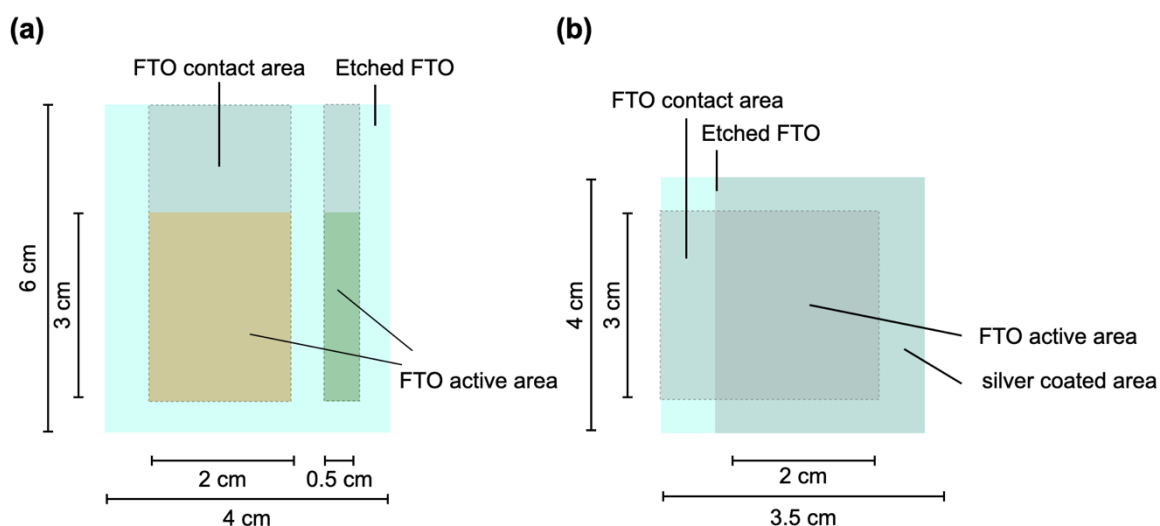 (a)
FTO contact area
Etched FTO
6 cm
3 cm
FTO active area
2 cm
0.5 cm
4 cm
(b)
FTO contact area
Etched FTO
4 cm
3 cm
FTO active area
silver coated area
2 cm
3.5 cm